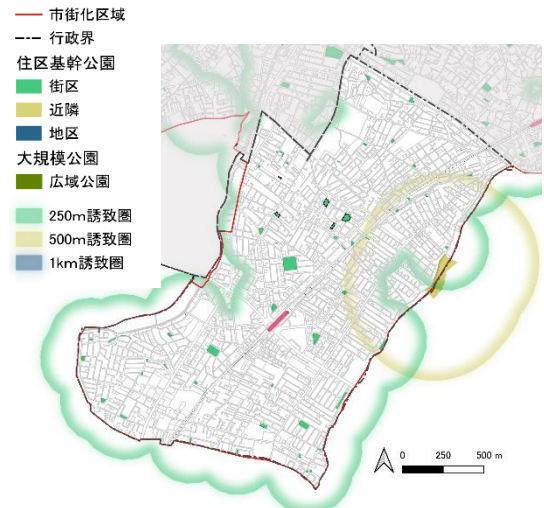 市街化区域
行政界
住区基幹公園
街区
近隣
地区
大規模公園
広域公園
250m誘致圏
500m誘致圏
1km誘致圏
0 250 500 m